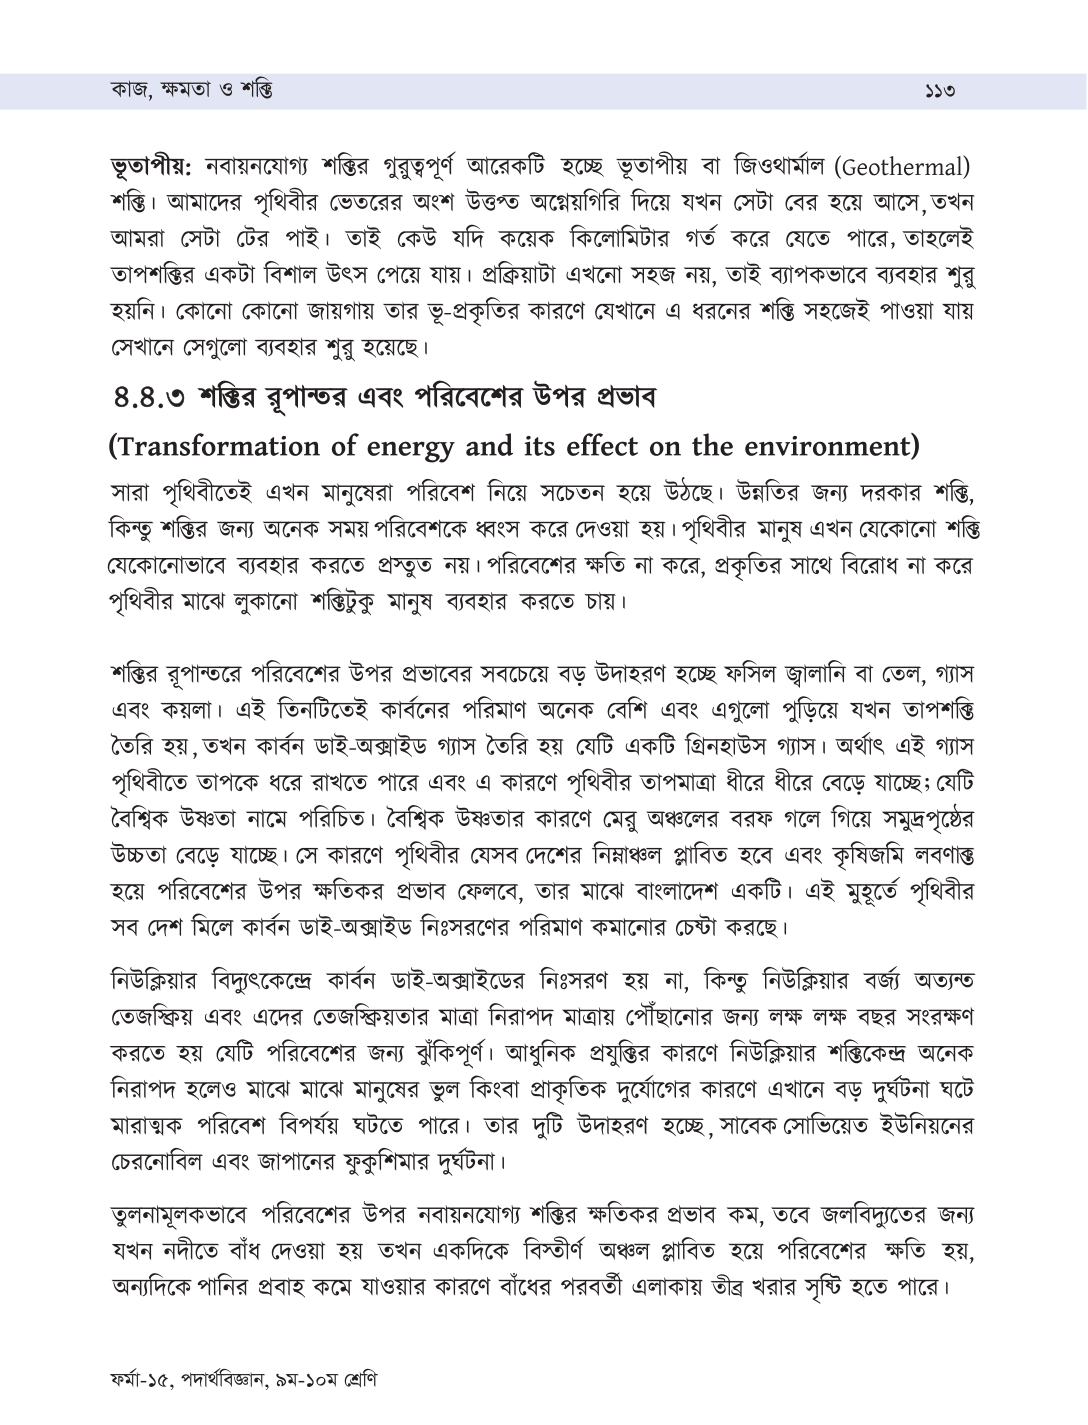 কাজ, ক্ষমতা ও শক্তি ১১৩
ভূতাপীয়: নবায়নযোগ্য শক্তির গুরুত্বপূর্ণ আরেকটি হচ্ছে ভূতাপীয় বা জিওথার্মাল (Geothermal)
শক্তি। আমাদের পৃথিবীর ভেতরের অংশ উত্তপ্ত অগ্নেয়গিরি দিয়ে যখন সেটা বের হয়ে আসে, তখন
আমরা সেটা টের পাই। তাই কেউ যদি কয়েক কিলোমিটার গর্ত করে যেতে পারে, তাহলেই
তাপশক্তির একটা বিশাল উৎস পেয়ে যায়। প্রক্রিয়াটা এখনো সহজ নয়, তাই ব্যাপকভাবে ব্যবহার শুরু
হয়নি। কোনো কোনো জায়গায় তার ভূ-প্রকৃতির কারণে যেখানে এ ধরনের শক্তি সহজেই পাওয়া যায়
সেখানে সেগুলো ব্যবহার শুরু হয়েছে।
৪.৪.৩ শক্তির রূপান্তর এবং পরিবেশের উপর প্রভাব
(Transformation of energy and its effect on the environment)
সারা পৃথিবীতেই এখন মানুষেরা পরিবেশ নিয়ে সচেতন হয়ে উঠছে। উন্নতির জন্য দরকার শক্তি,
কিন্তু শক্তির জন্য অনেক সময় পরিবেশকে ধ্বংস করে দেওয়া হয়। পৃথিবীর মানুষ এখন যেকোনো শক্তি
যেকোনোভাবে ব্যবহার করতে প্রস্তুত নয়। পরিবেশের ক্ষতি না করে, প্রকৃতির সাথে বিরোধ না করে
পৃথিবীর মাঝে লুকানো শক্তিটুকু মানুষ ব্যবহার করতে চায়।
শক্তির রূপান্তরে পরিবেশের উপর প্রভাবের সবচেয়ে বড় উদাহরণ হচ্ছে ফসিল জ্বালানি বা তেল, গ্যাস
এবং কয়লা। এই তিনটিতেই কার্বনের পরিমাণ অনেক বেশি এবং এগুলো পুড়িয়ে যখন তাপশক্তি
তৈরি হয়, তখন কার্বন ডাই-অক্সাইড গ্যাস তৈরি হয় যেটি একটি গ্রিনহাউস গ্যাস। অর্থাৎ এই গ্যাস
পৃথিবীতে তাপকে ধরে রাখতে পারে এবং এ কারণে পৃথিবীর তাপমাত্রা ধীরে ধীরে বেড়ে যাচ্ছে; যেটি
বৈশ্বিক উষ্ণতা নামে পরিচিত। বৈশ্বিক উষ্ণতার কারণে মেরু অঞ্চলের বরফ গলে গিয়ে সমুদ্রপৃষ্ঠের
উচ্চতা বেড়ে যাচ্ছে। সে কারণে পৃথিবীর যেসব দেশের নিম্নাঞ্চল প্লাবিত হবে এবং কৃষিজমি লবণাক্ত
হয়ে পরিবেশের উপর ক্ষতিকর প্রভাব ফেলবে, তার মাঝে বাংলাদেশ একটি। এই মুহূর্তে পৃথিবীর
সব দেশ মিলে কার্বন ডাই-অক্সাইড নিঃসরণের পরিমাণ কমানোর চেষ্টা করছে।
নিউক্লিয়ার বিদ্যুৎকেন্দ্রে কার্বন ডাই-অক্সাইডের নিঃসরণ হয় না, কিন্তু নিউক্লিয়ার বর্জ্য অত্যন্ত
তেজস্ক্রিয় এবং এদের তেজস্ক্রিয়তার মাত্রা নিরাপদ মাত্রায় পৌঁছানোর জন্য লক্ষ লক্ষ বছর সংরক্ষণ
করতে হয় যেটি পরিবেশের জন্য ঝুঁকিপূর্ণ। আধুনিক প্রযুক্তির কারণে নিউক্লিয়ার শক্তিকেন্দ্র অনেক
নিরাপদ হলেও মাঝে মাঝে মানুষের ভুল কিংবা প্রাকৃতিক দুর্যোগের কারণে এখানে বড় দুর্ঘটনা ঘটে
মারাত্মক পরিবেশ বিপর্যয় ঘটতে পারে। তার দুটি উদাহরণ হচ্ছে, সাবেক সোভিয়েত ইউনিয়নের
চেরনোবিল এবং জাপানের ফুকুশিমার দুর্ঘটনা।
তুলনামূলকভাবে পরিবেশের উপর নবায়নযোগ্য শক্তির ক্ষতিকর প্রভাব কম, তবে জলবিদ্যুতের জন্য
যখন নদীতে বাঁধ দেওয়া হয় তখন একদিকে বিস্তীর্ণ অঞ্চল প্লাবিত হয়ে পরিবেশের ক্ষতি হয়,
অন্যদিকে পানির প্রবাহ কমে যাওয়ার কারণে বাঁধের পরবর্তী এলাকায় তীব্র খরার সৃষ্টি হতে পারে।
ফর্মা-১৫, পদার্থবিজ্ঞান, ৯ম-১০ম শ্রেণি